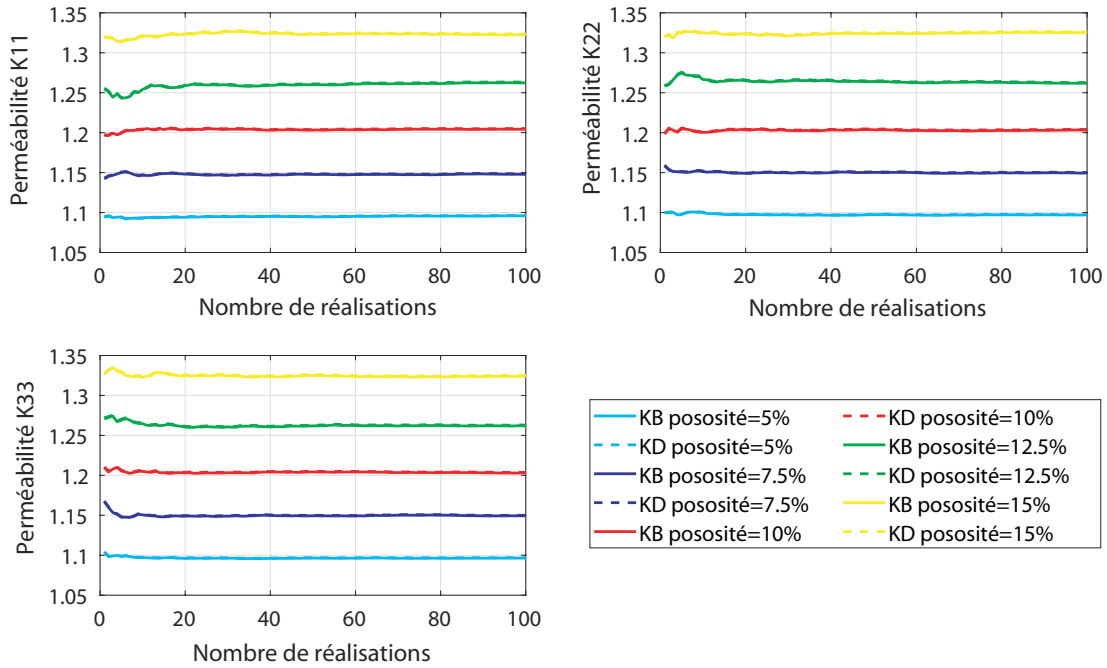 1.35
1.3
1.25
1.2
1.15
1.1
1.05
Perméabilité K11
0 20 40 60 80 100
Nombre de réalisations
1.35
1.3
1.25
1.2
1.15
1.1
1.05
Perméabilité K22
0 20 40 60 80 100
Nombre de réalisations
1.35
1.3
1.25
1.2
1.15
1.1
1.05
Perméabilité K33
0 20 40 60 80 100
Nombre de réalisations
KB pososité=5%
KD pososité=5%
KB pososité=7.5%
KD pososité=7.5%
KB pososité=10%
KD pososité=10%
KB pososité=12.5%
KD pososité=12.5%
KB pososité=15%
KD pososité=15%